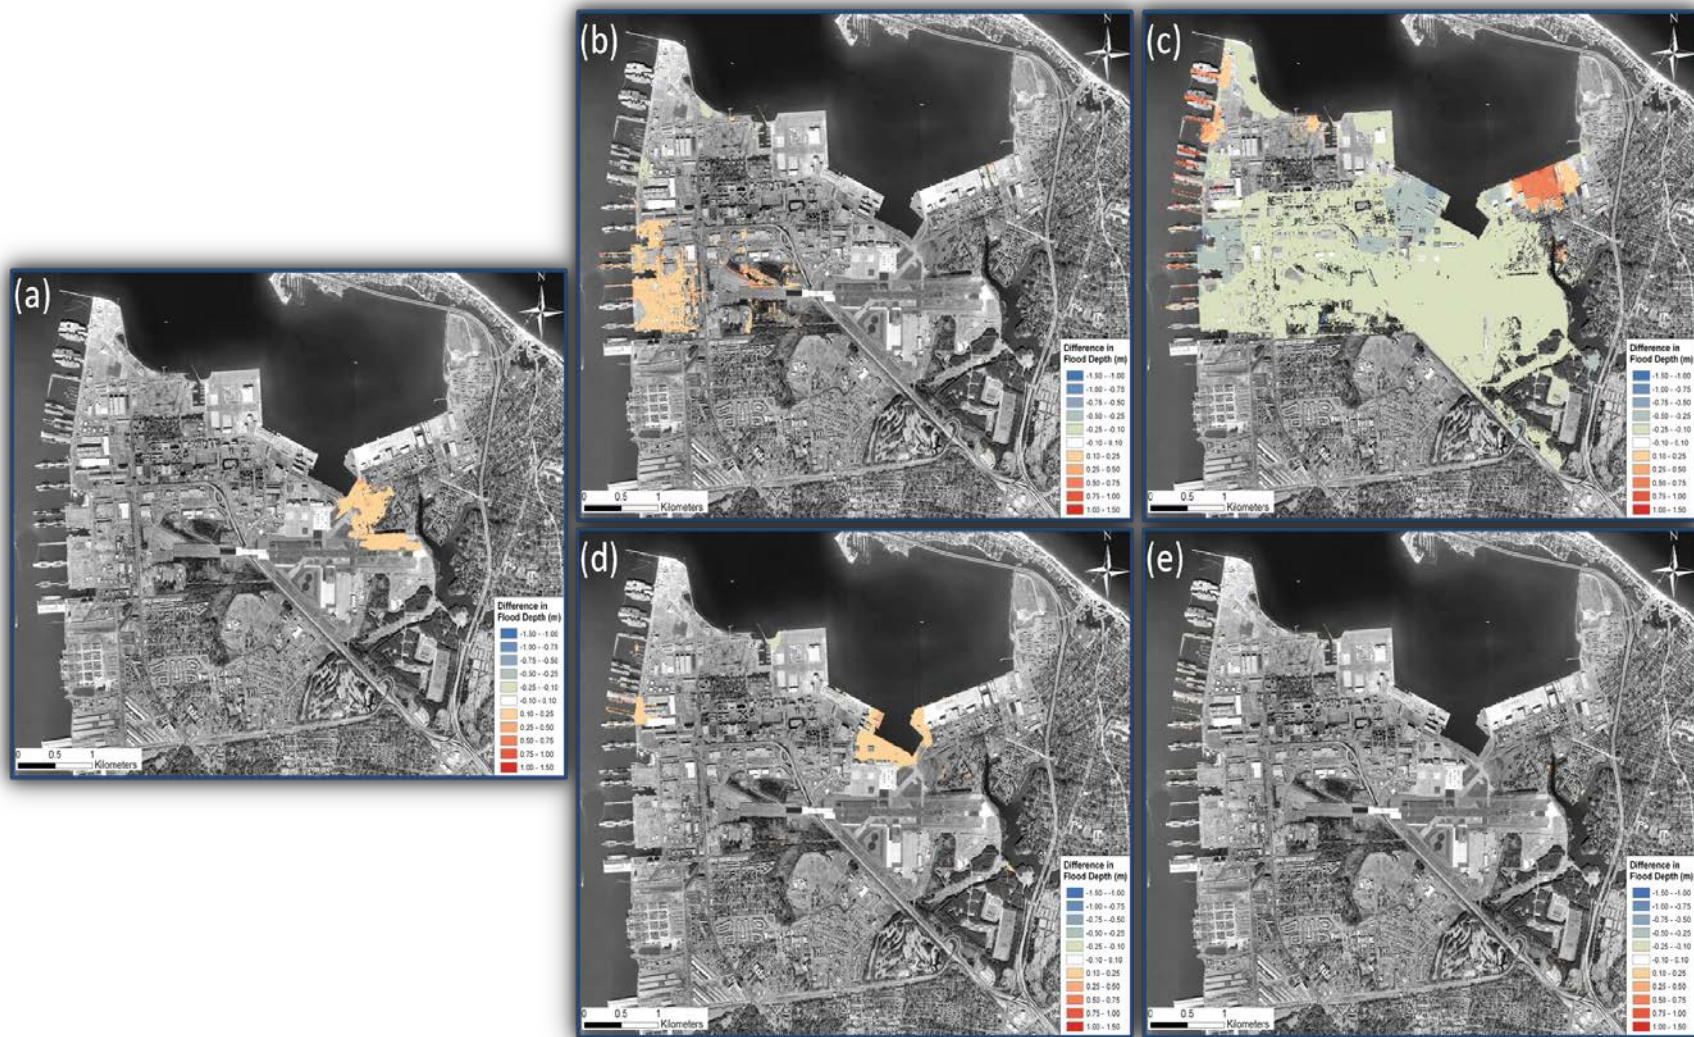 (a)
N
Difference in
Flood Depth (m)
-1.50 - -1.00
-1.00 - -0.75
-0.75 - -0.50
-0.50 - -0.25
-0.25 - -0.10
-0.10 - 0.10
0.10 - 0.25
0.25 - 0.50
0.50 - 0.75
0.75 - 1.00
1.00 - 1.50
0 0.5 1
Kilometers
(b)
N
Difference in
Flood Depth (m)
-1.50 - -1.00
-1.00 - -0.75
-0.75 - -0.50
-0.50 - -0.25
-0.25 - -0.10
-0.10 - 0.10
0.10 - 0.25
0.25 - 0.50
0.50 - 0.75
0.75 - 1.00
1.00 - 1.50
0 0.5 1
Kilometers
(c)
N
Difference in
Flood Depth (m)
-1.50 - -1.00
-1.00 - -0.75
-0.75 - -0.50
-0.50 - -0.25
-0.25 - -0.10
-0.10 - 0.10
0.10 - 0.25
0.25 - 0.50
0.50 - 0.75
0.75 - 1.00
1.00 - 1.50
0 0.5 1
Kilometers
(d)
N
Difference in
Flood Depth (m)
-1.50 - -1.00
-1.00 - -0.75
-0.75 - -0.50
-0.50 - -0.25
-0.25 - -0.10
-0.10 - 0.10
0.10 - 0.25
0.25 - 0.50
0.50 - 0.75
0.75 - 1.00
1.00 - 1.50
0 0.5 1
Kilometers
(e)
N
Difference in
Flood Depth (m)
-1.50 - -1.00
-1.00 - -0.75
-0.75 - -0.50
-0.50 - -0.25
-0.25 - -0.10
-0.10 - 0.10
0.10 - 0.25
0.25 - 0.50
0.50 - 0.75
0.75 - 1.00
1.00 - 1.50
0 0.5 1
Kilometers